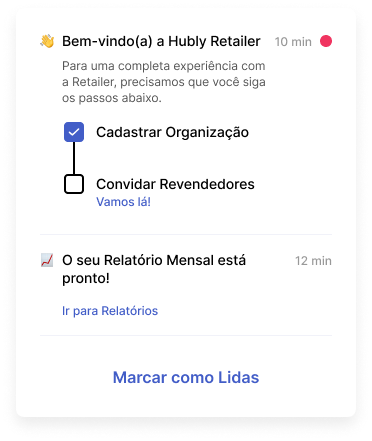 👋 Bem-vindo(a) a Hubly Retailer 10 min
Para uma completa experiência com
a Retailer, precisamos que você siga
os passos abaixo.
Cadastrar Organização
Convidar Revendedores
Vamos lá!
📈 O seu Relatório Mensal está 12 min
pronto!
Ir para Relatórios
Marcar como Lidas